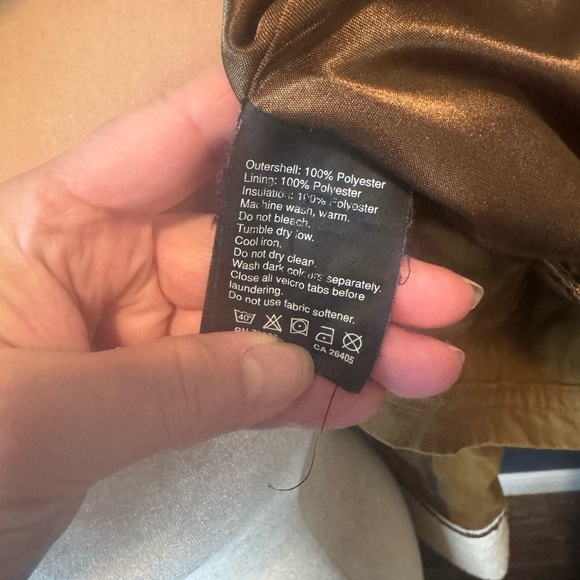 Outershell: 100% Polyester
Lining: 100% Polyester
Insulation: 100% Polyester
Machine wash, warm.
Do not bleach.
Tumble dry low.
Cool iron.
Do not dry clean.
Wash dark colours separately.
Close all velcro tabs before
laundering.
Do not use fabric softener.
40°
RN CA 26405